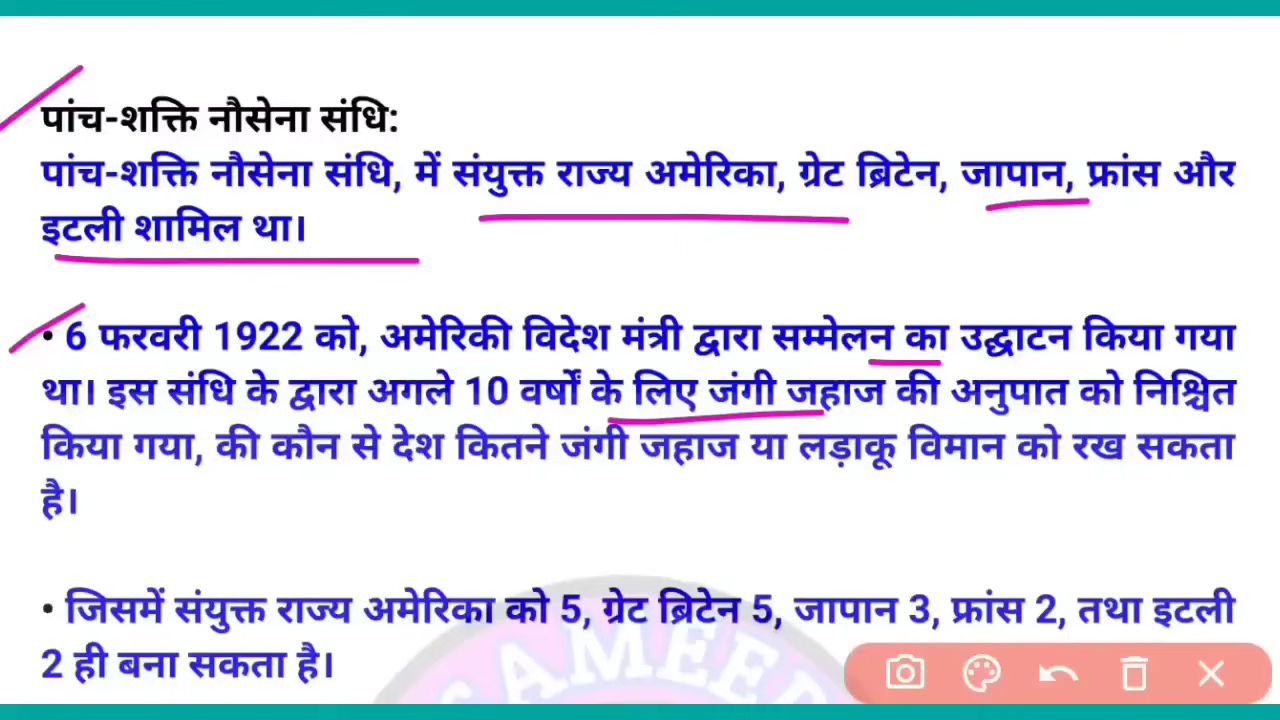 पांच-शक्ति नौसेना संधि:
पांच-शक्ति नौसेना संधि, में संयुक्त राज्य अमेरिका, ग्रेट ब्रिटेन, जापान, फ्रांस और
इटली शामिल था।
• 6 फरवरी 1922 को, अमेरिकी विदेश मंत्री द्वारा सम्मेलन का उद्घाटन किया गया
था। इस संधि के द्वारा अगले 10 वर्षों के लिए जंगी जहाज की अनुपात को निश्चित
किया गया, की कौन से देश कितने जंगी जहाज या लड़ाकू विमान को रख सकता
है।
• जिसमें संयुक्त राज्य अमेरिका को 5, ग्रेट ब्रिटेन 5, जापान 3, फ्रांस 2, तथा इटली
2 ही बना सकता है।